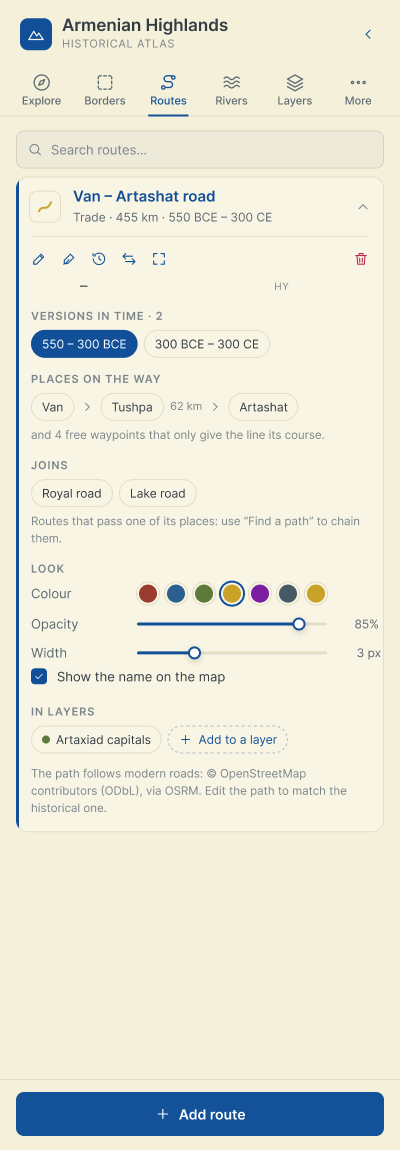 Armenian Highlands
HISTORICAL ATLAS
Explore
Borders
Routes
Rivers
Layers
More
Search routes...
Van – Artashat road
Trade · 455 km · 550 BCE – 300 CE
–
HY
VERSIONS IN TIME · 2
550 – 300 BCE
300 BCE – 300 CE
PLACES ON THE WAY
Van
Tushpa
62 km
Artashat
and 4 free waypoints that only give the line its course.
JOINS
Royal road
Lake road
Routes that pass one of its places: use “Find a path” to chain
them.
LOOK
Colour
Opacity
85%
Width
3 px
Show the name on the map
IN LAYERS
Artaxiad capitals
Add to a layer
The path follows modern roads: © OpenStreetMap
contributors (ODbL), via OSRM. Edit the path to match the
historical one.
Add route